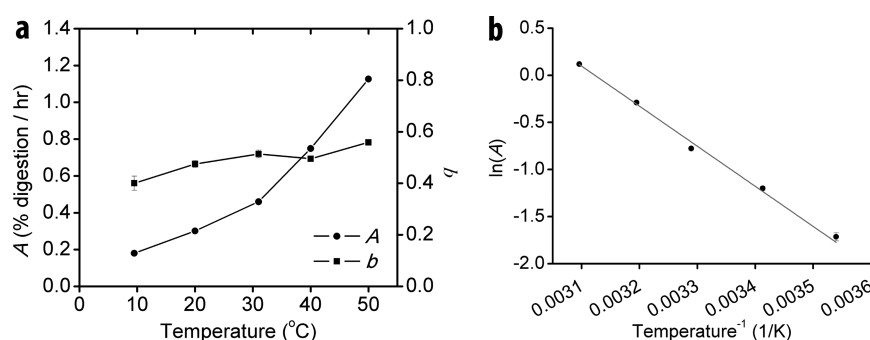 a
1.4
1.2
1.0
0.8
0.6
0.4
0.2
0.0
A (% digestion / hr)
0 10 20 30 40 50
Temperature (°C)
1
0.8
0.6
0.4
0.2
0
b
A
b
b
0.5
0.0
-0.5
-1.0
-1.5
-2.0
ln(A)
0.0031 0.0032 0.0033 0.0034 0.0035 0.0036
Temperature⁻¹ (1/K)